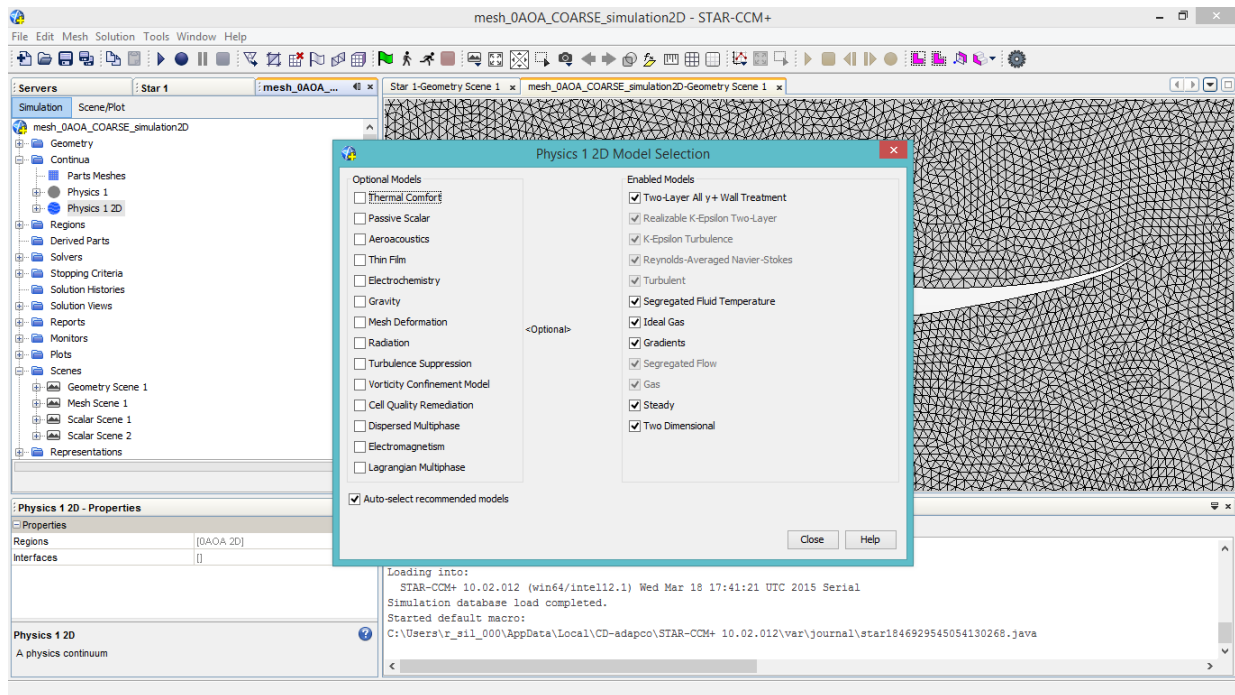 mesh_0AOA_COARSE_simulation2D - STAR-CCM+
File Edit Mesh Solution Tools Window Help
Servers Star 1 mesh_0AOA_...
Star 1-Geometry Scene 1 mesh_0AOA_COARSE_simulation2D-Geometry Scene 1
Simulation Scene/Plot
mesh_0AOA_COARSE_simulation2D
Geometry
Continua
Parts Meshes
Physics 1
Physics 1 2D
Regions
Derived Parts
Solvers
Stopping Criteria
Solution Histories
Solution Views
Reports
Monitors
Plots
Scenes
Geometry Scene 1
Mesh Scene 1
Scalar Scene 1
Scalar Scene 2
Representations
Physics 1 2D Model Selection
Optional Models
Thermal Comfort
Passive Scalar
Aeroacoustics
Thin Film
Electrochemistry
Gravity
Mesh Deformation
Radiation
Turbulence Suppression
Vorticity Confinement Model
Cell Quality Remediation
Dispersed Multiphase
Electromagnetism
Lagrangian Multiphase
<Optional>
Enabled Models
Two-Layer All y+ Wall Treatment
Realizable K-Epsilon Two-Layer
K-Epsilon Turbulence
Reynolds-Averaged Navier-Stokes
Turbulent
Segregated Fluid Temperature
Ideal Gas
Gradients
Segregated Flow
Gas
Steady
Two Dimensional
Auto-select recommended models
Close Help
Physics 1 2D - Properties
Properties
Regions [0AOA 2D]
Interfaces []
Physics 1 2D
A physics continuum
Loading into:
STAR-CCM+ 10.02.012 (win64/intel12.1) Wed Mar 18 17:41:21 UTC 2015 Serial
Simulation database load completed.
Started default macro:
C:\Users\r_sil_000\AppData\Local\CD-adapco\STAR-CCM+ 10.02.012\var\journal\star1846929545054130268.java